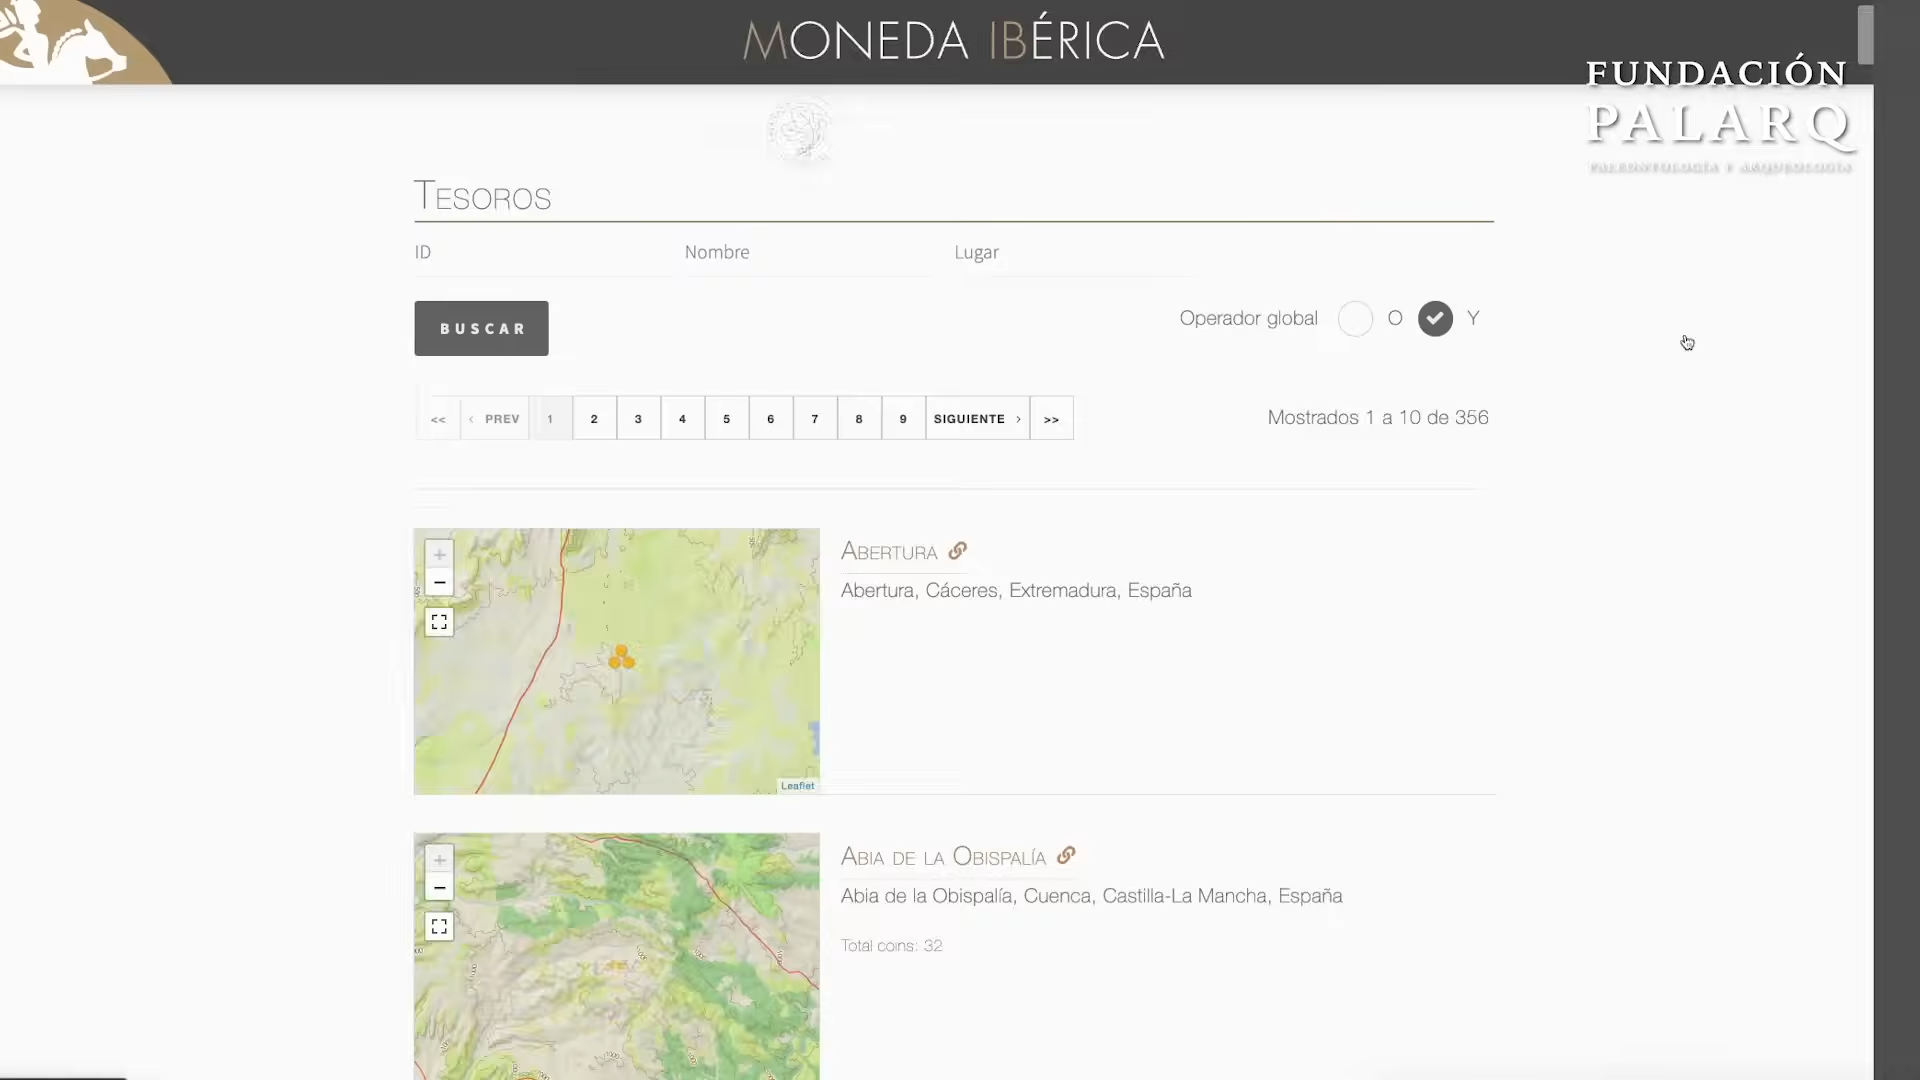 MONEDA IBÉRICA
FUNDACIÓN
PALARQ
PALEONTOLOGÍA Y ARQUEOLOGÍA
TESOROS
ID
Nombre
Lugar
BUSCAR
Operador global O Y
<< ‹ PREV 1 2 3 4 5 6 7 8 9 SIGUIENTE › >>
Mostrados 1 a 10 de 356
+
−
Leaflet
ABERTURA
Abertura, Cáceres, Extremadura, España
+
−
ABIA DE LA OBISPALÍA
Abia de la Obispalía, Cuenca, Castilla-La Mancha, España
Total coins: 32